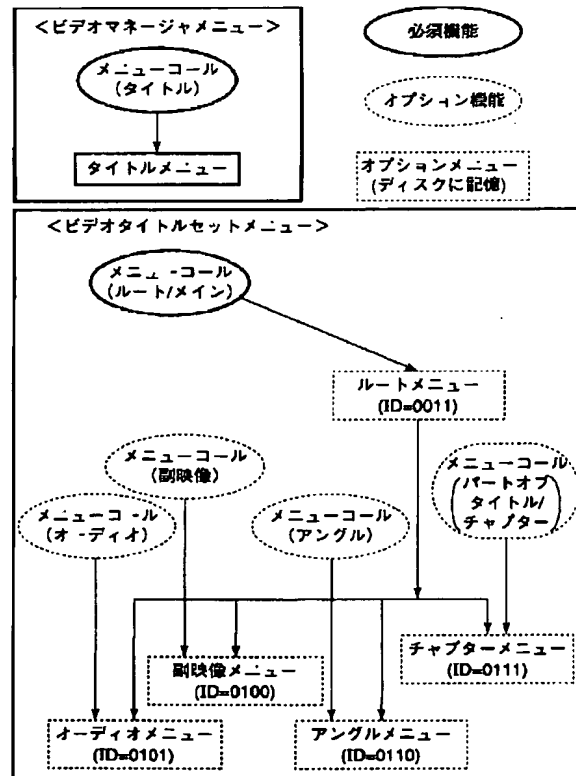 <ビデオマネージャメニュー>
メニューコール
(タイトル)
タイトルメニュー
必須機能
オプション機能
オプションメニュー
(ディスクに記憶)
<ビデオタイトルセットメニュー>
メニューコール
(ルート/メイン)
ルートメニュー
(ID=0011)
メニューコール
(副映像)
メニューコール
(オーディオ)
メニューコール
(アングル)
メニューコール
(パートオブ
タイトル/
チャプター)
副映像メニュー
(ID=0100)
チャプターメニュー
(ID=0111)
オーディオメニュー
(ID=0101)
アングルメニュー
(ID=0110)